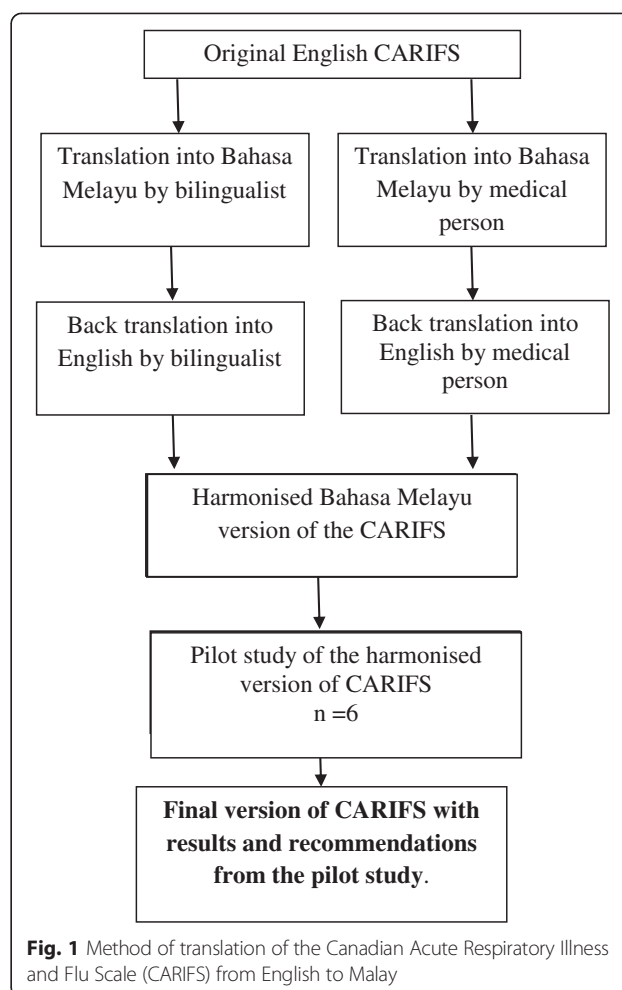 Original English CARIFS
Translation into Bahasa
Melayu by bilingualist
Translation into Bahasa
Melayu by medical
person
Back translation into
English by bilingualist
Back translation into
English by medical
person
Harmonised Bahasa Melayu
version of the CARIFS
Pilot study of the harmonised
version of CARIFS
n =6
Final version of CARIFS with
results and recommendations
from the pilot study.
Fig. 1 Method of translation of the Canadian Acute Respiratory Illness
and Flu Scale (CARIFS) from English to Malay